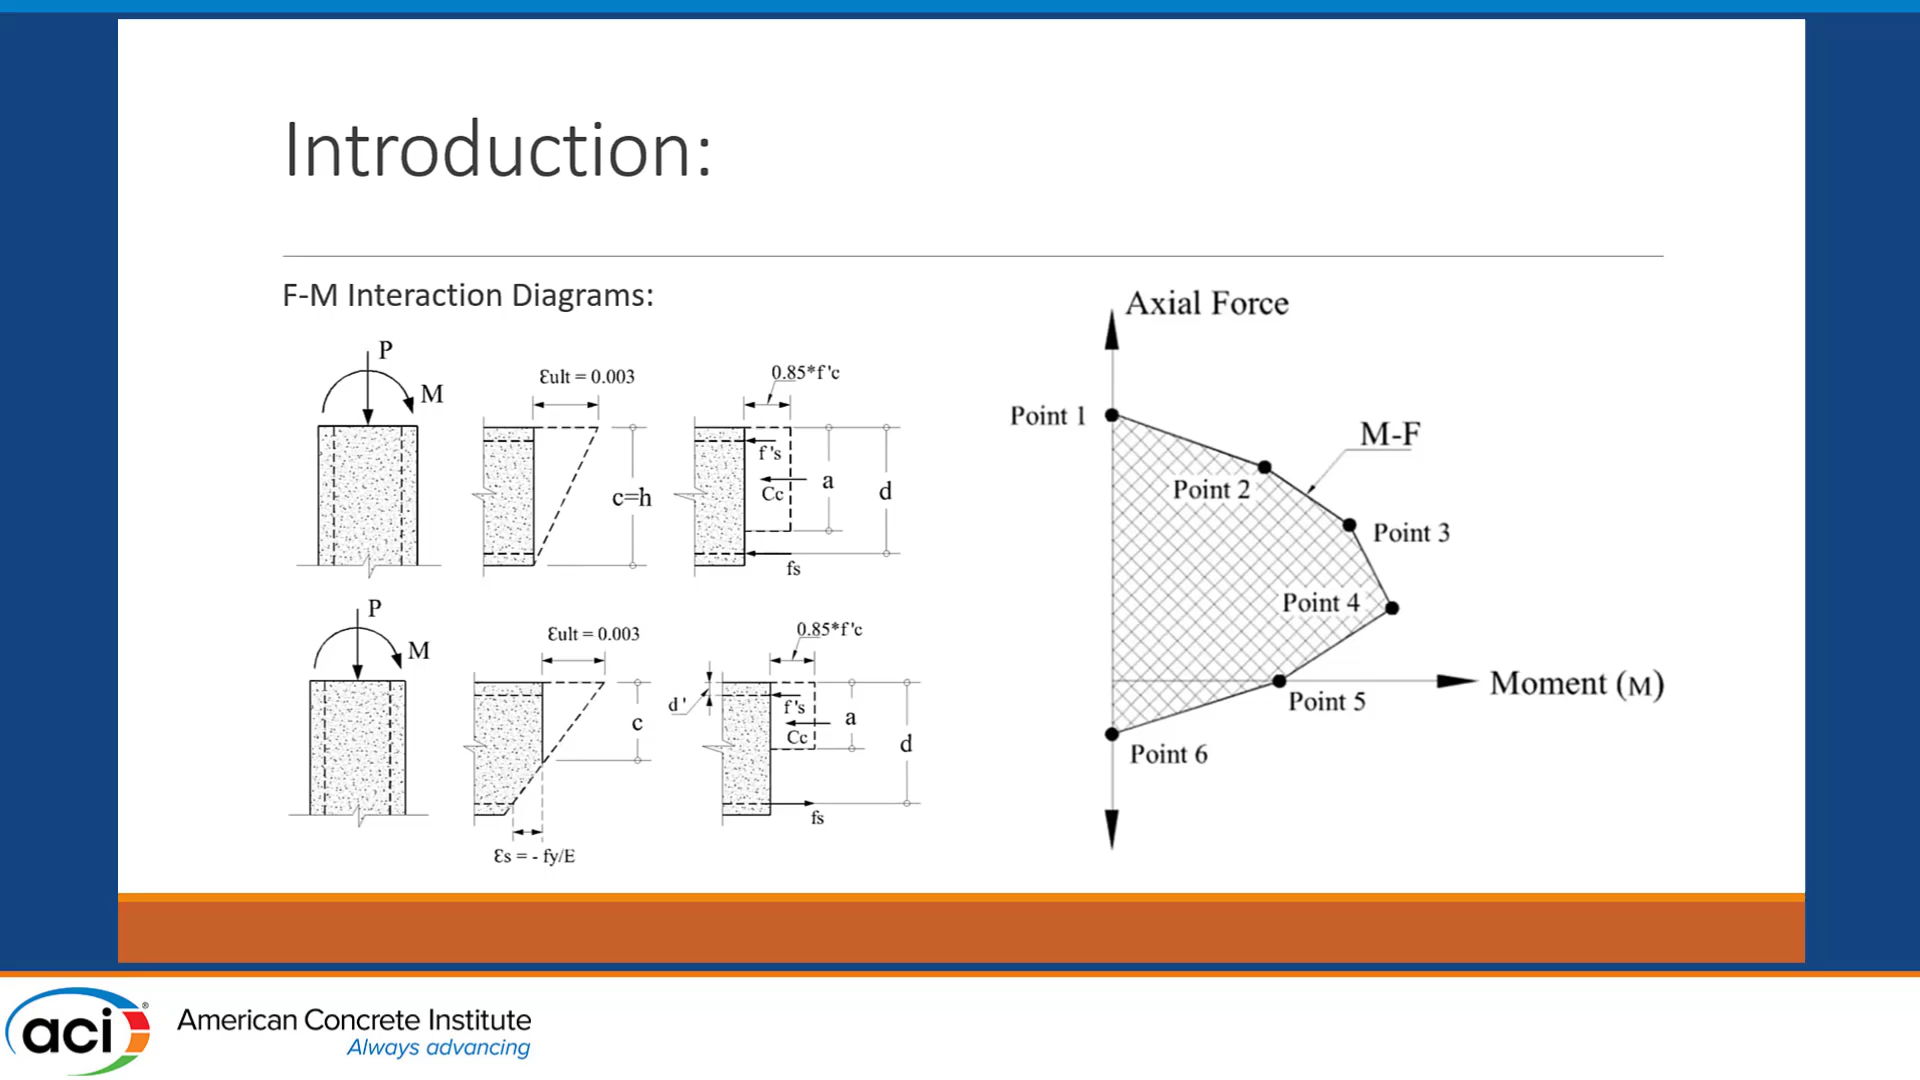 Introduction:
F-M Interaction Diagrams:
P
M
Ɛult = 0.003
c=h
0.85*f'c
f's
Cc
a
d
fs
P
M
Ɛult = 0.003
c
Ɛs = - fy/E
0.85*f'c
d'
f's
Cc
a
d
fs
Axial Force
Point 1
M-F
Point 2
Point 3
Point 4
Moment (M)
Point 5
Point 6
aci®
American Concrete Institute
Always advancing